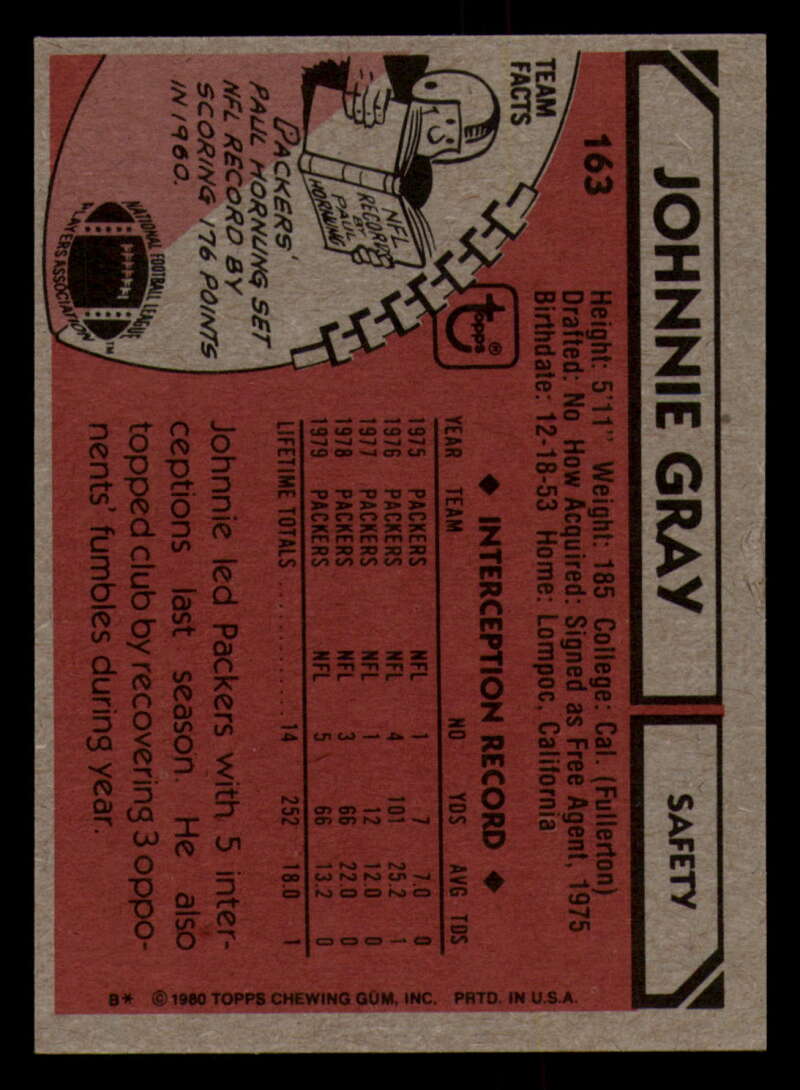 JOHNNIE GRAY
SAFETY
163
Height: 5'11" Weight: 185 College: Cal. (Fullerton)
Drafted: No How Acquired: Signed as Free Agent, 1975
Birthdate: 12-18-53 Home: Lompoc, California
TEAM
FACTS
NFL
RECORDS
BY
PAUL
HORNUNG
PACKERS'
PAUL HORNUNG SET
NFL RECORD BY
SCORING 176 POINTS
IN 1960.
NATIONAL FOOTBALL LEAGUE
PLAYERS ASSOCIATION
TM
topps ®
◆ INTERCEPTION RECORD ◆
YEAR TEAM NO YDS AVG TDS
1975 PACKERS NFL 1 7 7.0 0
1976 PACKERS NFL 4 101 25.2 1
1977 PACKERS NFL 1 12 12.0 0
1978 PACKERS NFL 3 66 22.0 0
1979 PACKERS NFL 5 66 13.2 0
LIFETIME TOTALS 14 252 18.0 1
Johnnie led Packers with 5 inter-
ceptions last season. He also
topped club by recovering 3 oppo-
nents' fumbles during year.
B* © 1980 TOPPS CHEWING GUM, INC. PRTD. IN U.S.A.